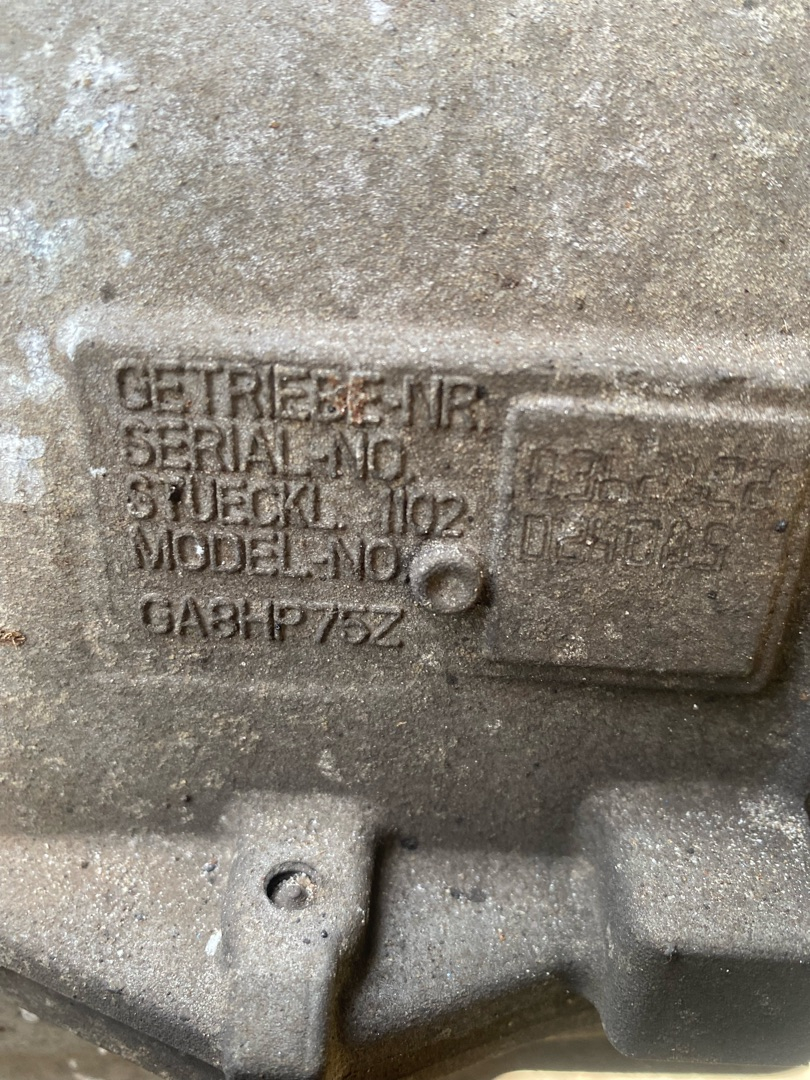 GETRIEBE-NR.
SERIAL-NO.
STUECKL. 1102
MODEL-NO.
GA8HP75Z